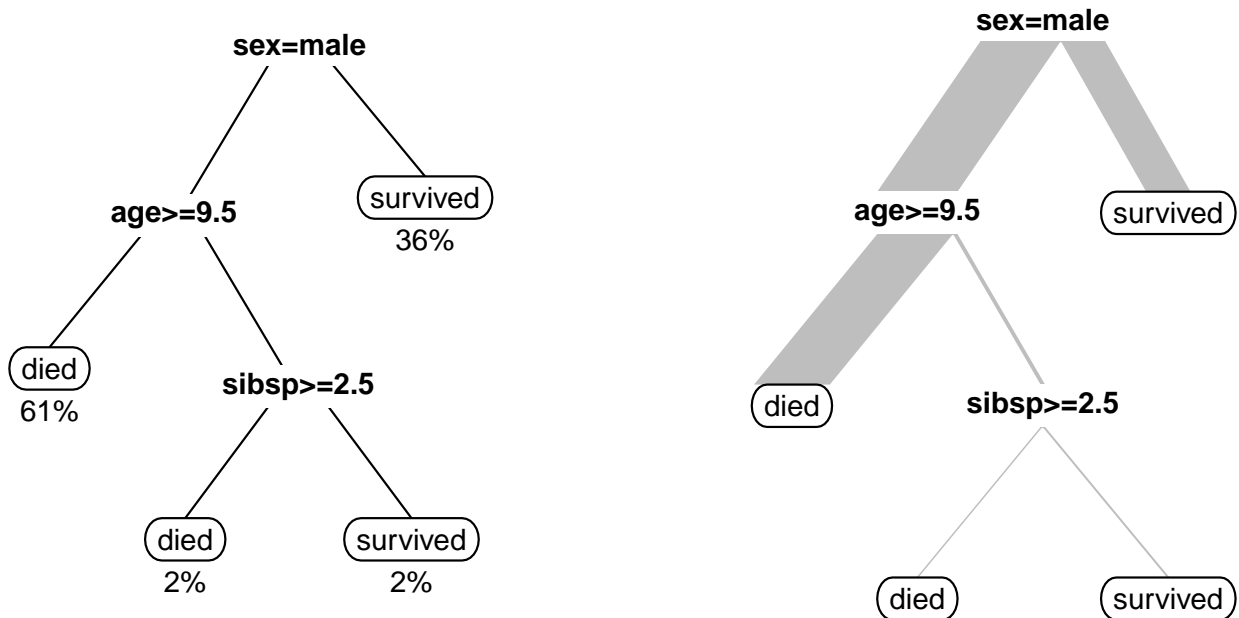 sex=male
age>=9.5
survived
36%
died
61%
sibsp>=2.5
died
2%
survived
2%
sex=male
age>=9.5
survived
died
sibsp>=2.5
died
survived